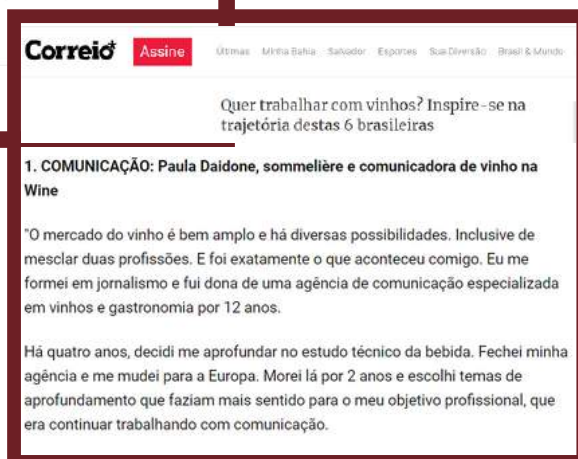 Correio Assine Últimas Minha Bahia Salvador Esportes Sua Diversão Brasil & Mundo
Quer trabalhar com vinhos? Inspire-se na
trajetória destas 6 brasileiras
1. COMUNICAÇÃO: Paula Daidone, sommelière e comunicadora de vinho na
Wine
"O mercado do vinho é bem amplo e há diversas possibilidades. Inclusive de
mesclar duas profissões. E foi exatamente o que aconteceu comigo. Eu me
formei em jornalismo e fui dona de uma agência de comunicação especializada
em vinhos e gastronomia por 12 anos.
Há quatro anos, decidi me aprofundar no estudo técnico da bebida. Fechei minha
agência e me mudei para a Europa. Morei lá por 2 anos e escolhi temas de
aprofundamento que faziam mais sentido para o meu objetivo profissional, que
era continuar trabalhando com comunicação.